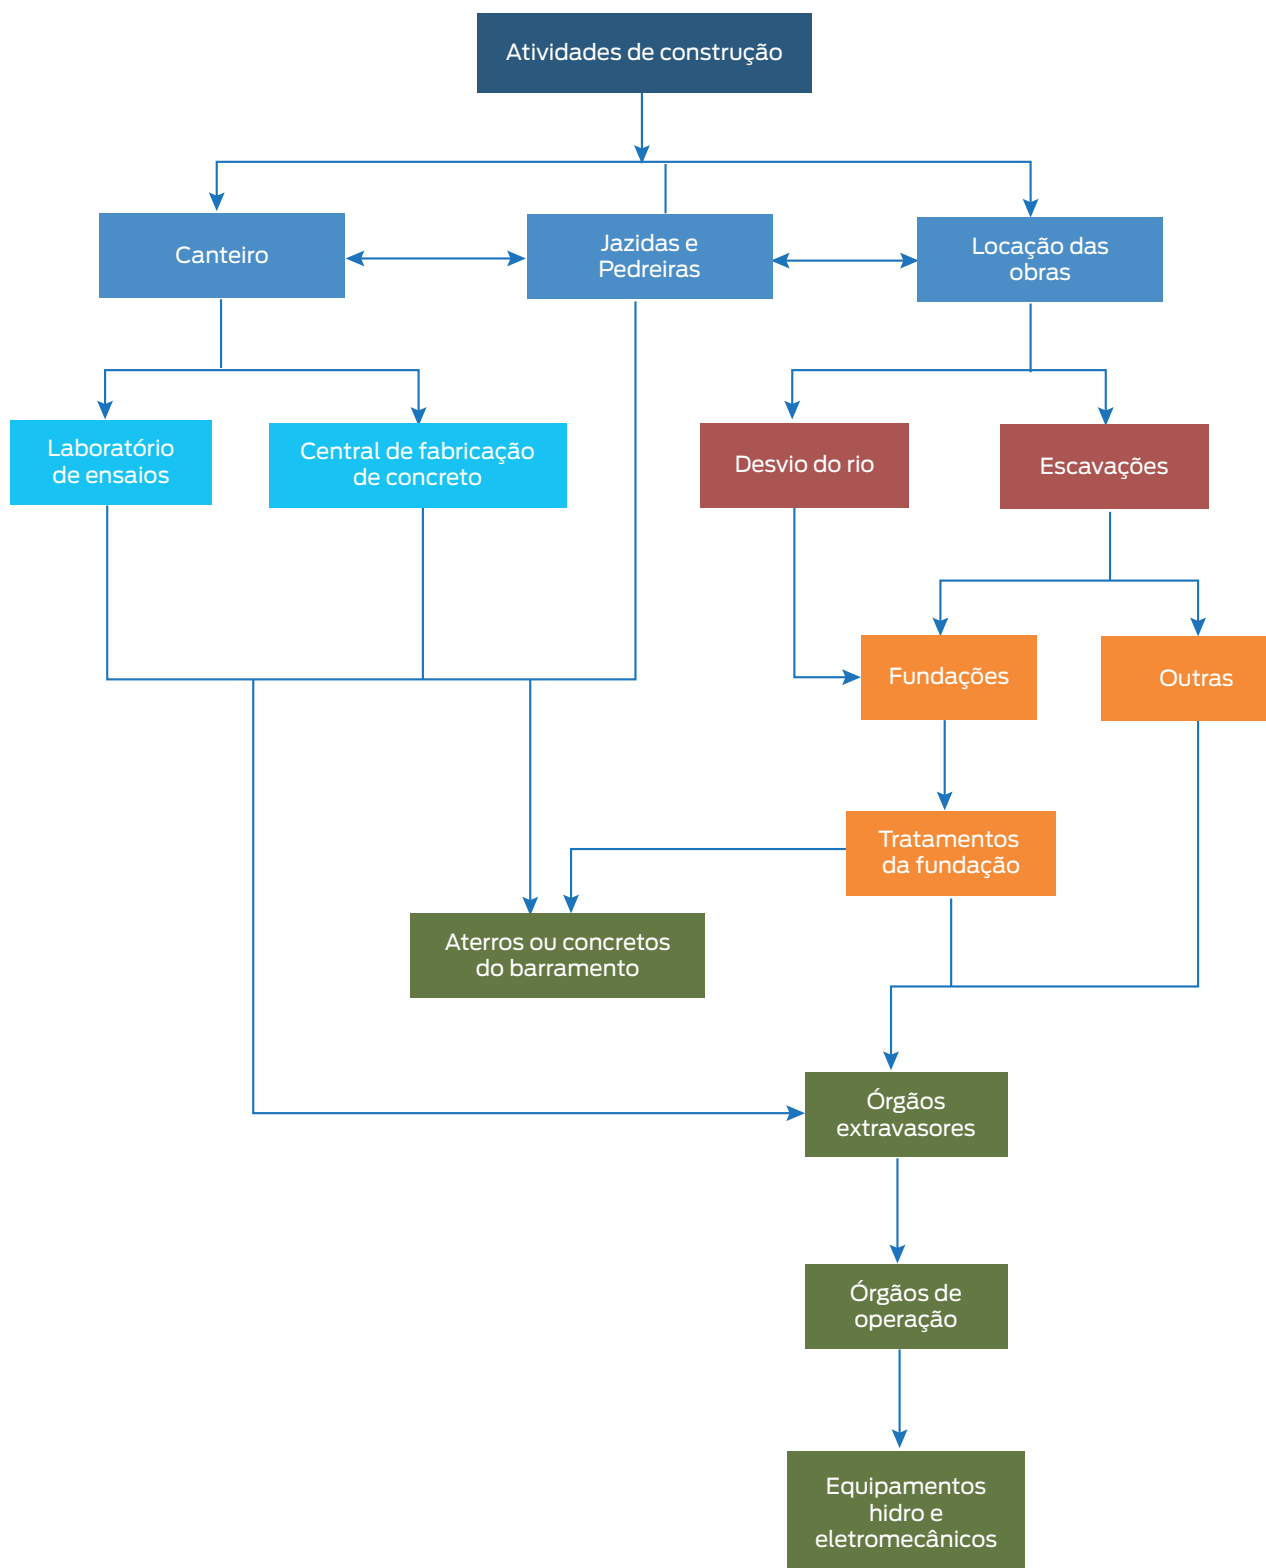 Atividades de construção
Canteiro
Jazidas e
Pedreiras
Locação das
obras
Laboratório
de ensaios
Central de fabricação
de concreto
Desvio do rio
Escavações
Fundações
Outras
Tratamentos
da fundação
Aterros ou concretos
do barramento
Órgãos
extravasores
Órgãos de
operação
Equipamentos
hidro e
eletromecânicos